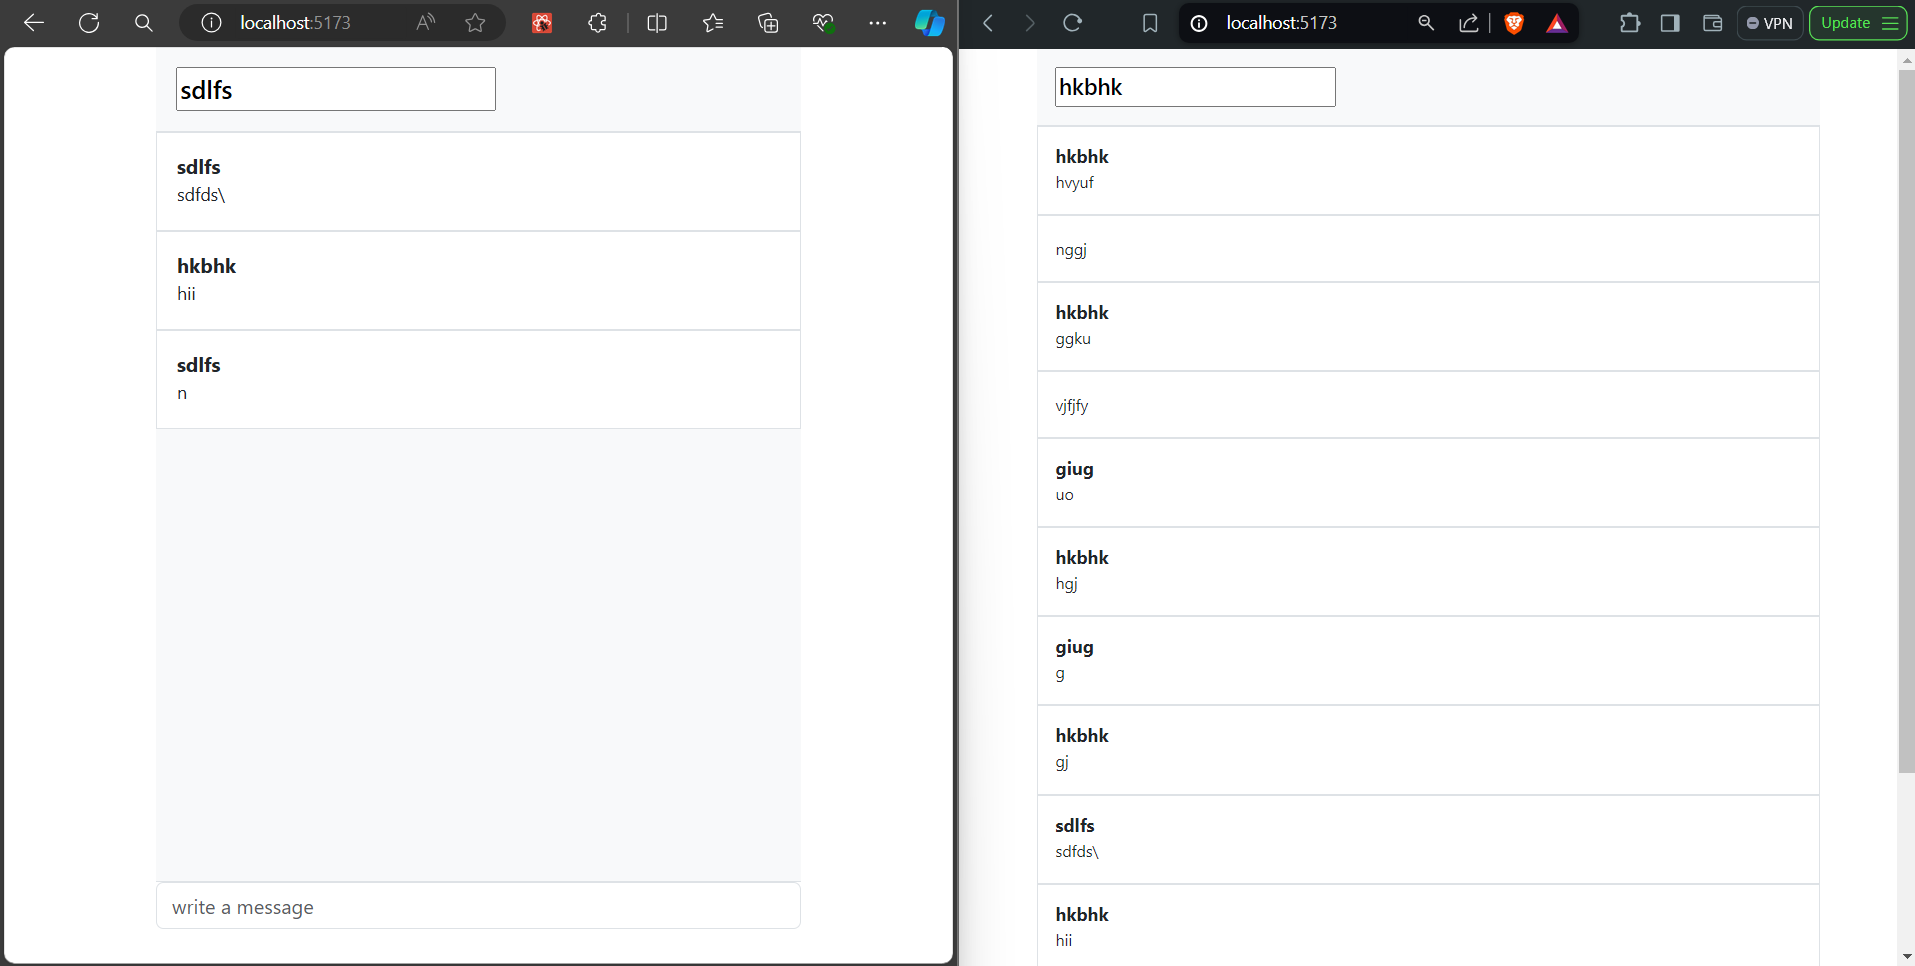 localhost:5173
sdlfs
sdlfs
sdfds\
hkbhk
hii
sdlfs
n
write a message
localhost:5173
VPN
Update
hkbhk
hkbhk
hvyuf
nggj
hkbhk
ggku
vjfjfy
giug
uo
hkbhk
hgj
giug
g
hkbhk
gj
sdlfs
sdfds\
hkbhk
hii